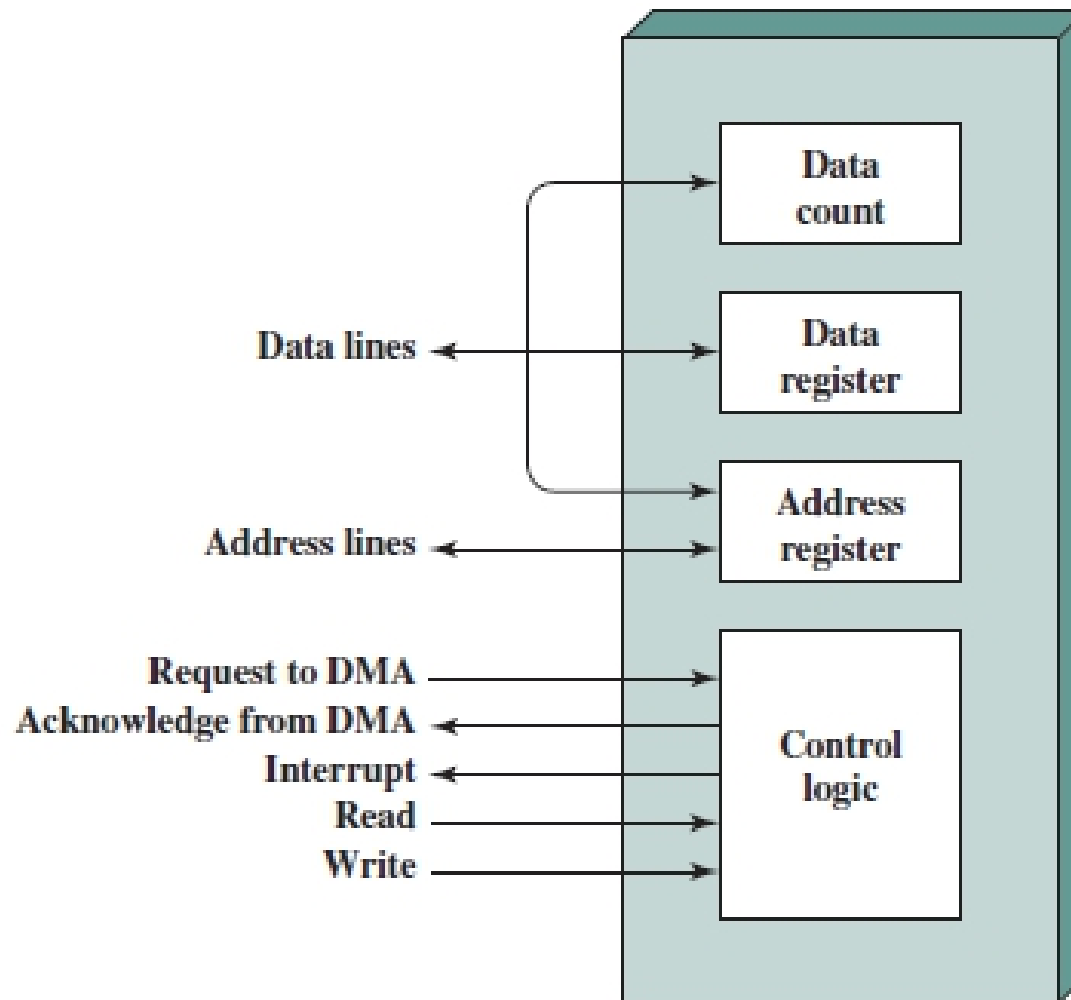 Data
count
Data lines
Data
register
Address
register
Address lines
Request to DMA
Acknowledge from DMA
Interrupt
Read
Write
Control
logic